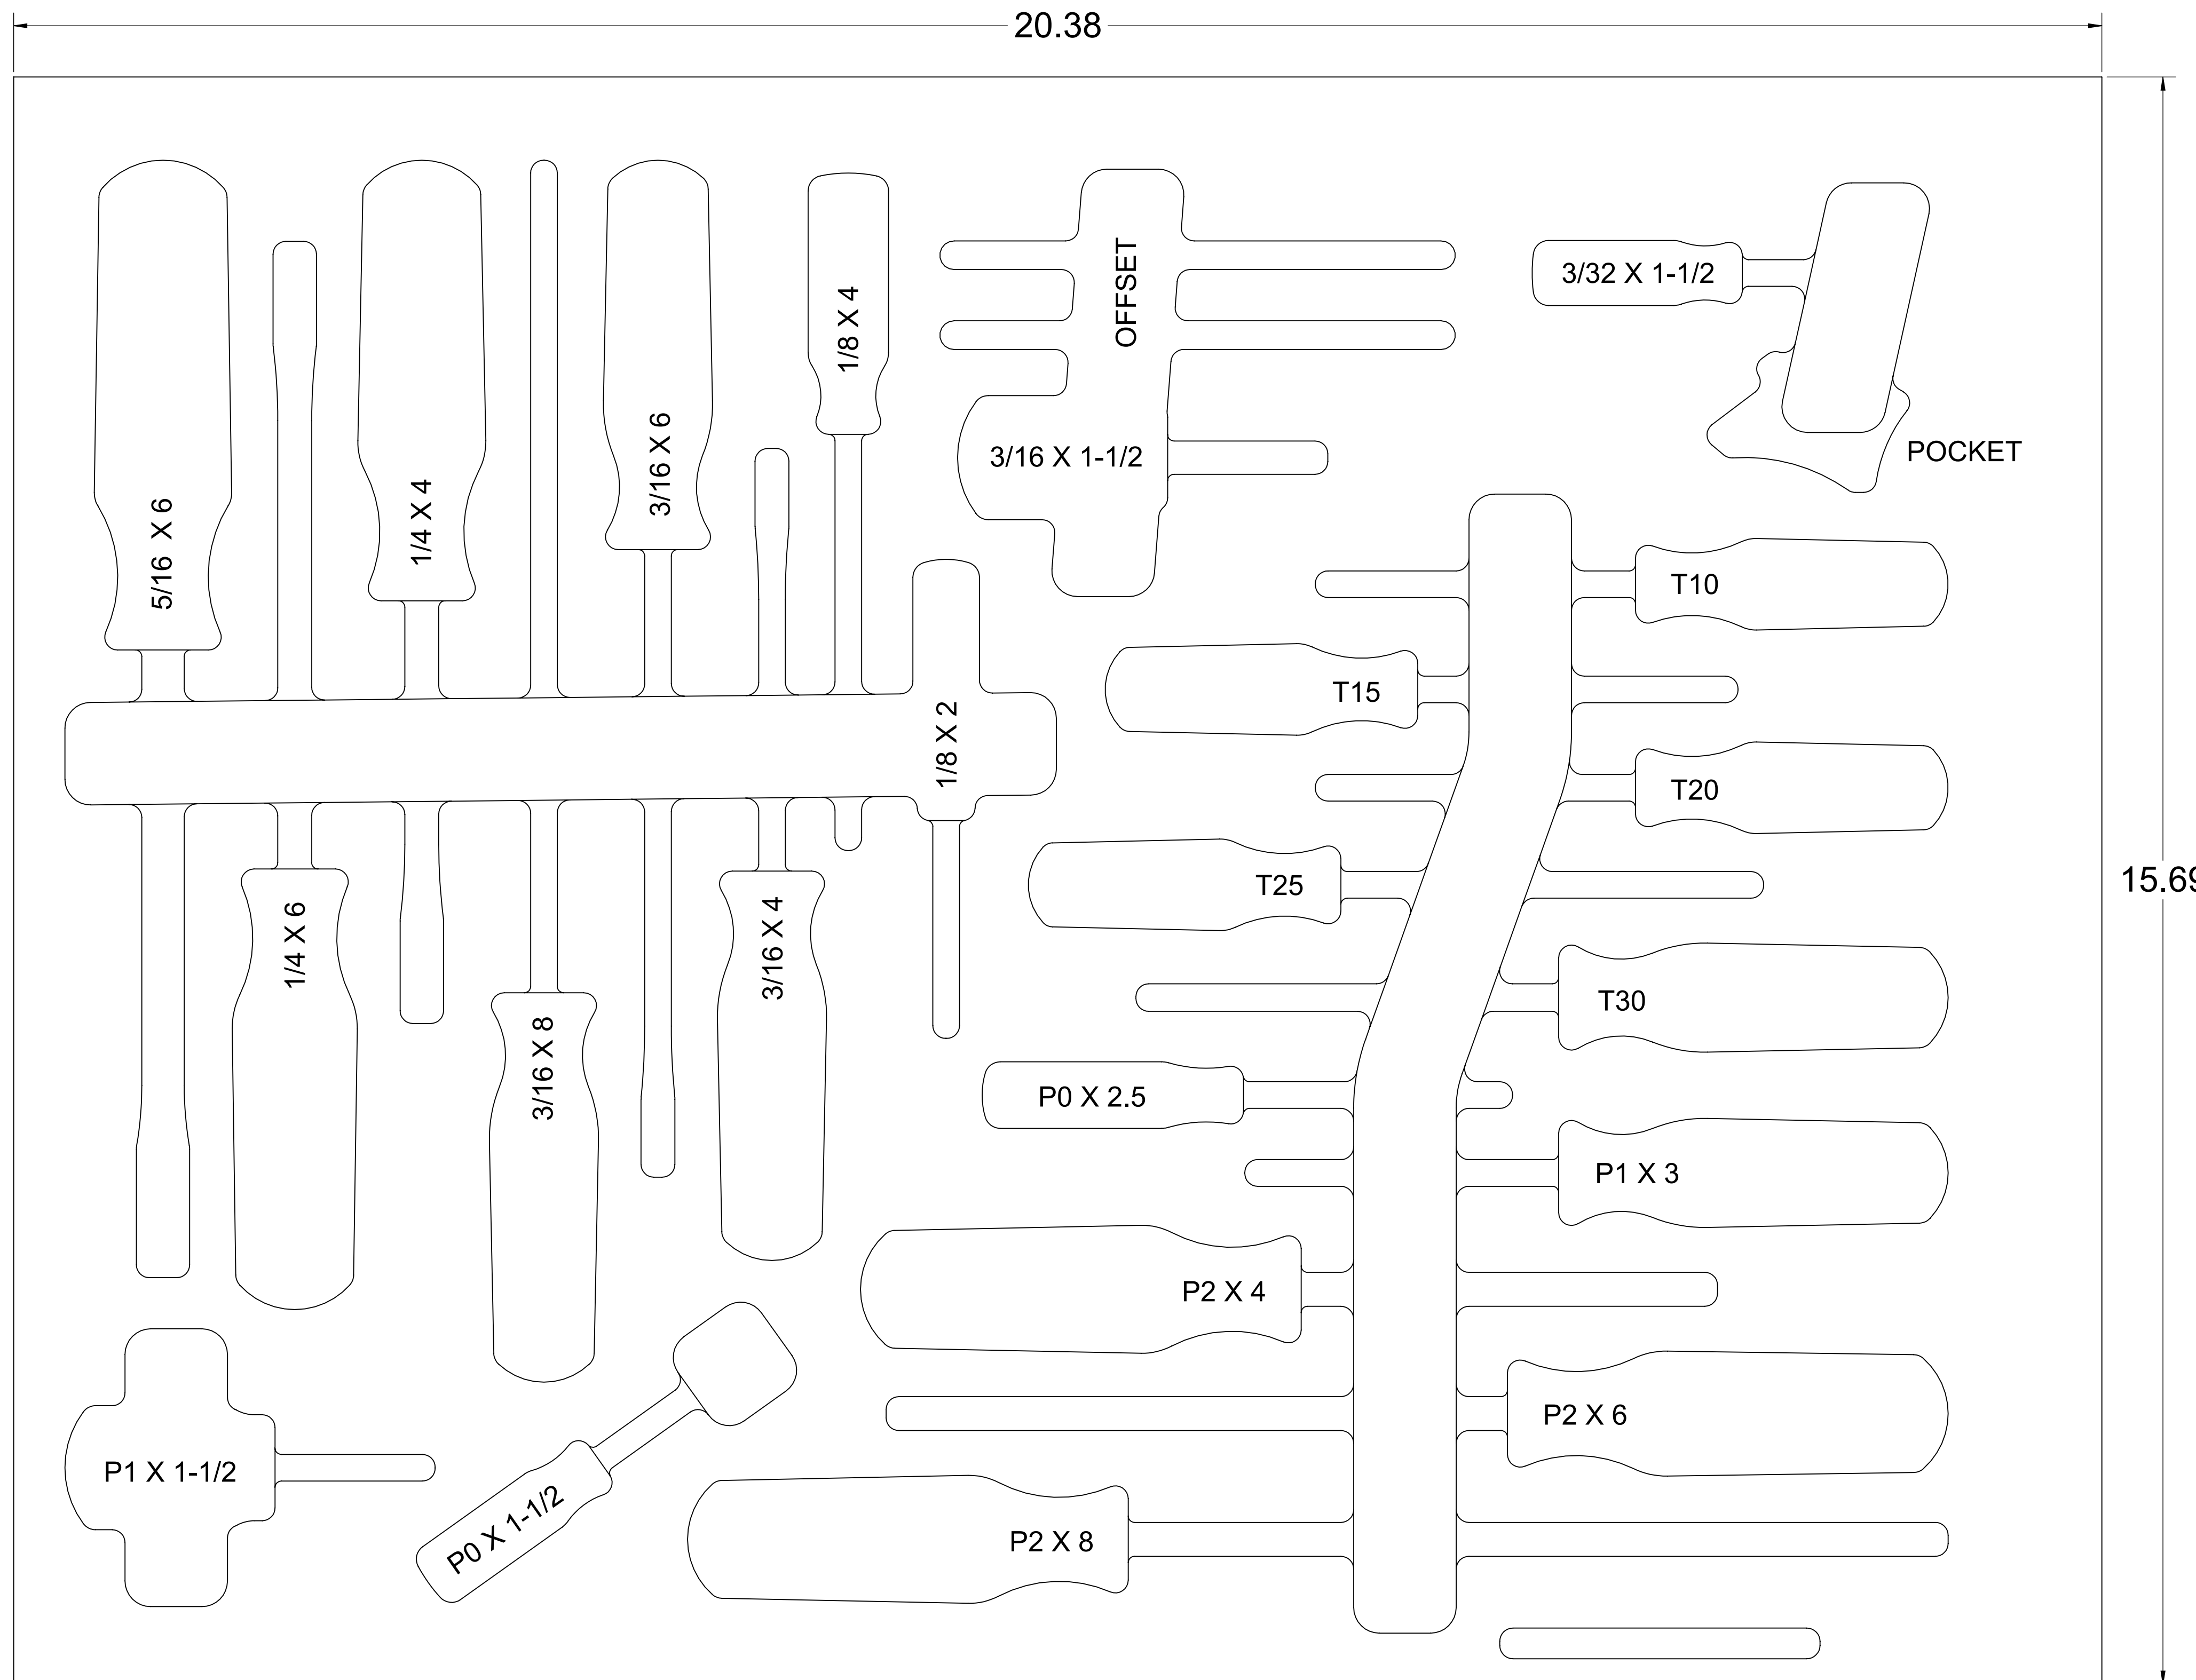 20.38
OFFSET
3/32 X 1-1/2
1/8 X 4
3/16 X 6
3/16 X 1-1/2
POCKET
1/4 X 4
5/16  X 6
T10
T15
1/8 X 2
T20
15.69
T25
1/4 X 6
3/16 X 4
T30
3/16 X 8
P0 X 2.5
P1 X 3
P2 X 4
P2 X 6
P1 X 1-1/2
P0 X 1-1/2
P2 X 8